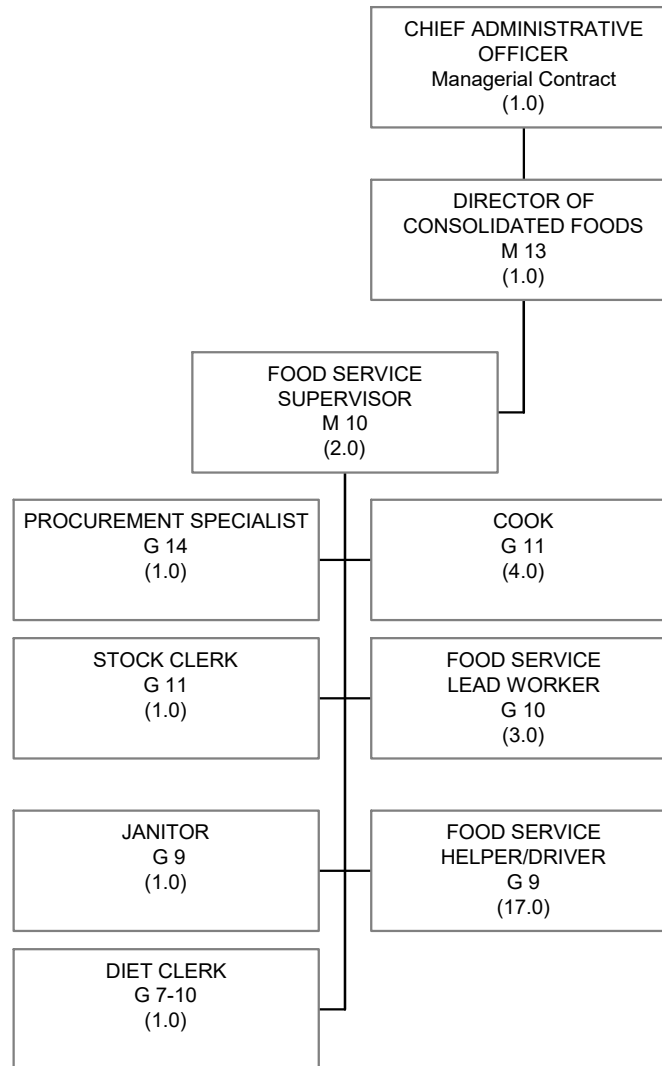 CHIEF ADMINISTRATIVE
OFFICER
Managerial Contract
(1.0)
DIRECTOR OF
CONSOLIDATED FOODS
M 13
(1.0)
FOOD SERVICE
SUPERVISOR
M 10
(2.0)
PROCUREMENT SPECIALIST
G 14
(1.0)
COOK
G 11
(4.0)
STOCK CLERK
G 11
(1.0)
FOOD SERVICE
LEAD WORKER
G 10
(3.0)
JANITOR
G 9
(1.0)
FOOD SERVICE
HELPER/DRIVER
G 9
(17.0)
DIET CLERK
G 7-10
(1.0)